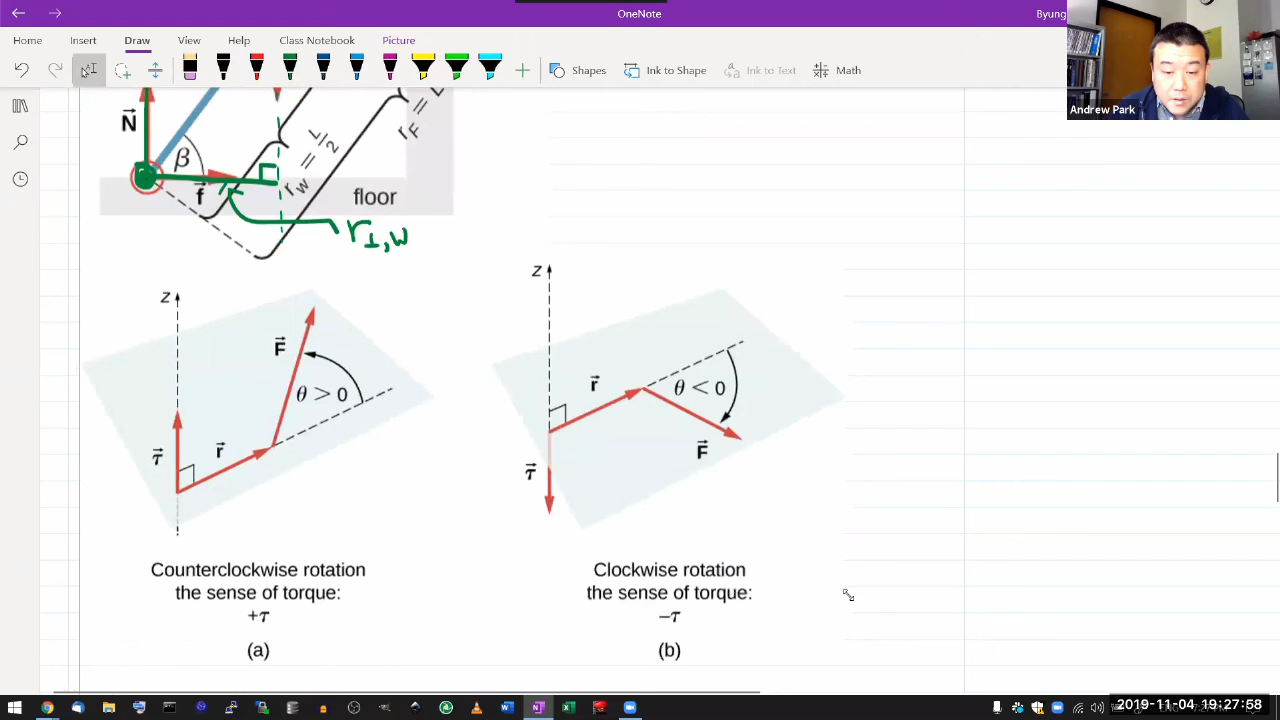 OneNote
Byung
Home Insert Draw View Help Class Notebook Picture
Shapes Ink to Shape Ink to Text Math
Andrew Park
N
β
f
r_W = L/2
r_F = L
floor
r⊥,W
z
F
θ > 0
τ
r
Counterclockwise rotation
the sense of torque:
+τ
(a)
z
r
θ < 0
F
τ
Clockwise rotation
the sense of torque:
–τ
(b)
2019-11-04 19:27:58